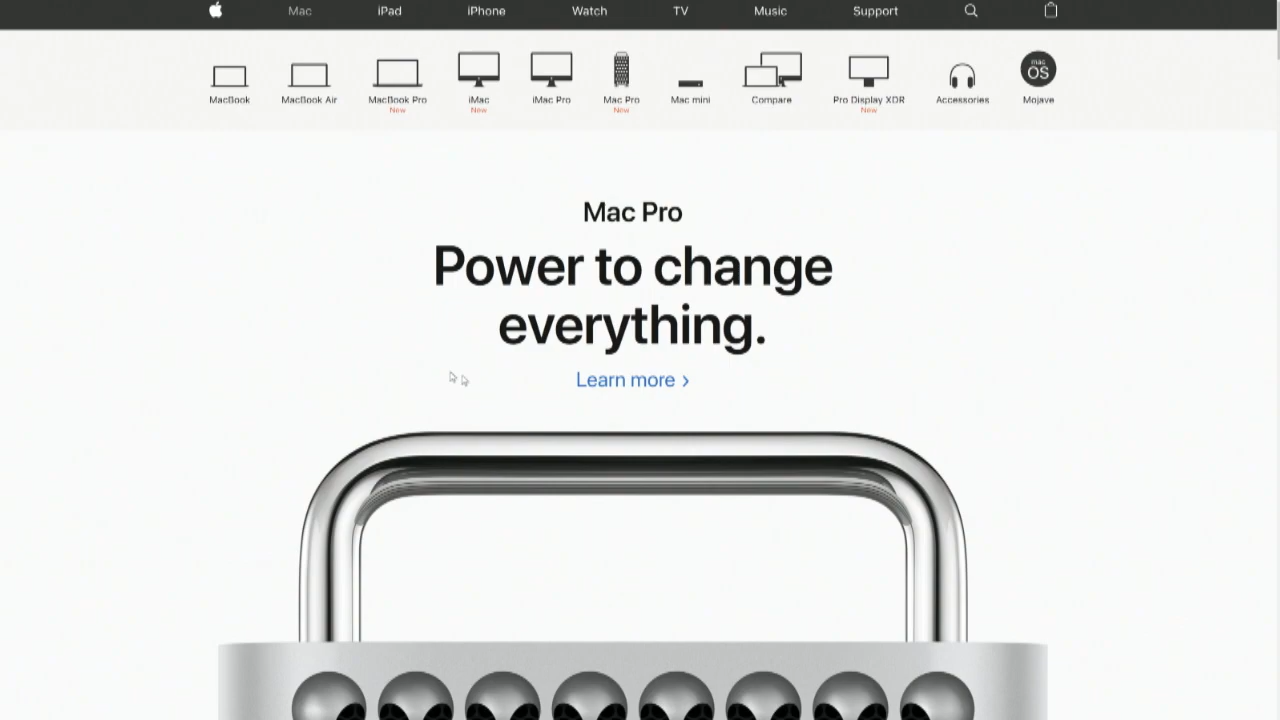 Mac iPad iPhone Watch TV Music Support
MacBook MacBook Air MacBook Pro iMac iMac Pro Mac Pro Mac mini Compare Pro Display XDR Accessories Mojave
New New New New
mac
OS
Mac Pro
Power to change
everything.
Learn more ›